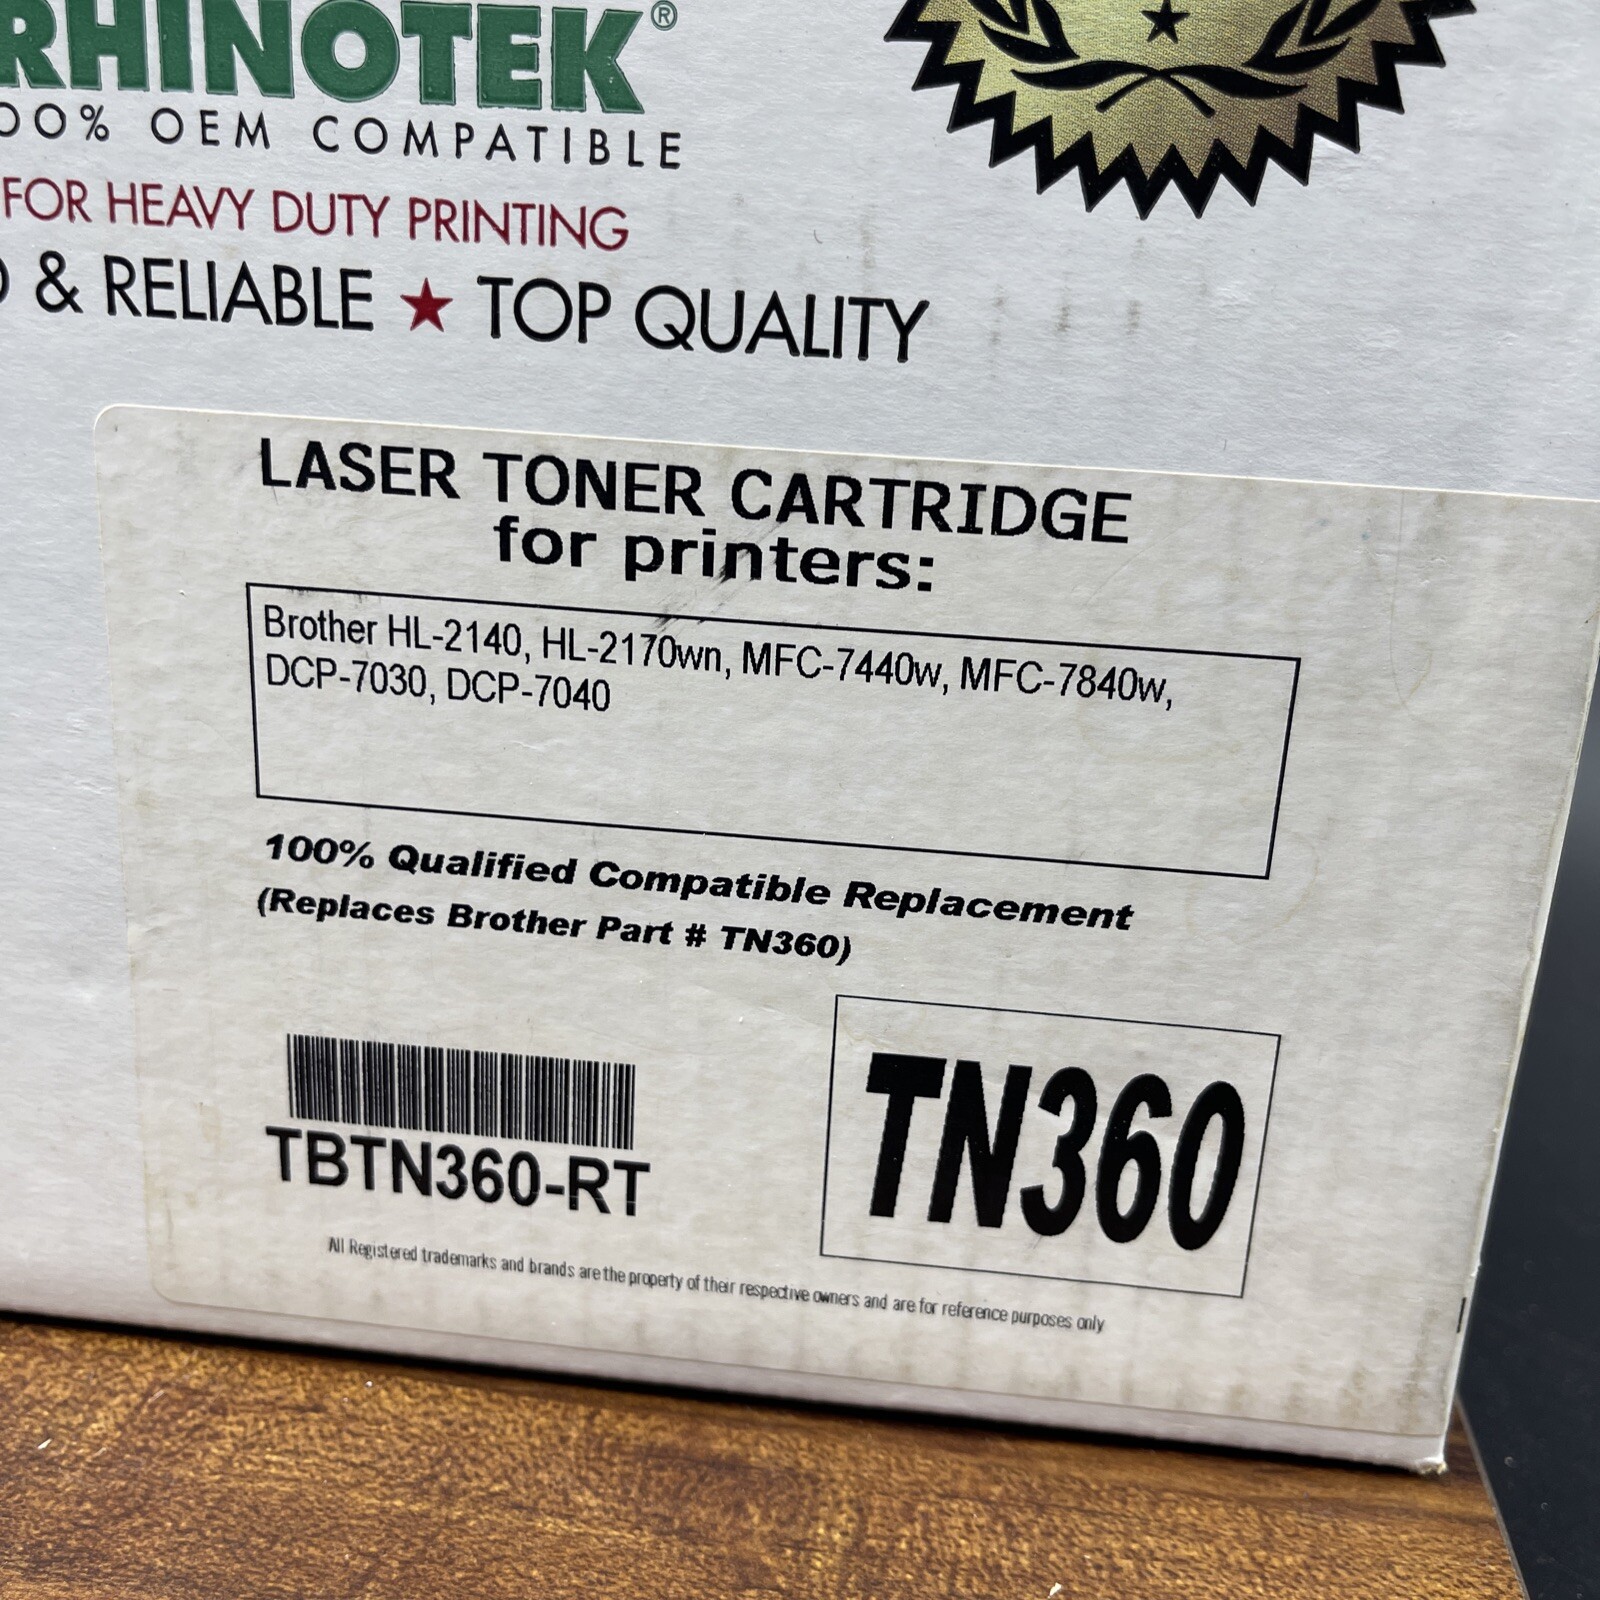 RHINOTEK®
00% OEM COMPATIBLE
FOR HEAVY DUTY PRINTING
& RELIABLE ★ TOP QUALITY
LASER TONER CARTRIDGE
for printers:
Brother HL-2140, HL-2170wn, MFC-7440w, MFC-7840w,
DCP-7030, DCP-7040
100% Qualified Compatible Replacement
(Replaces Brother Part # TN360)
TBTN360-RT
TN360
All Registered trademarks and brands are the property of their respective owners and are for reference purposes only